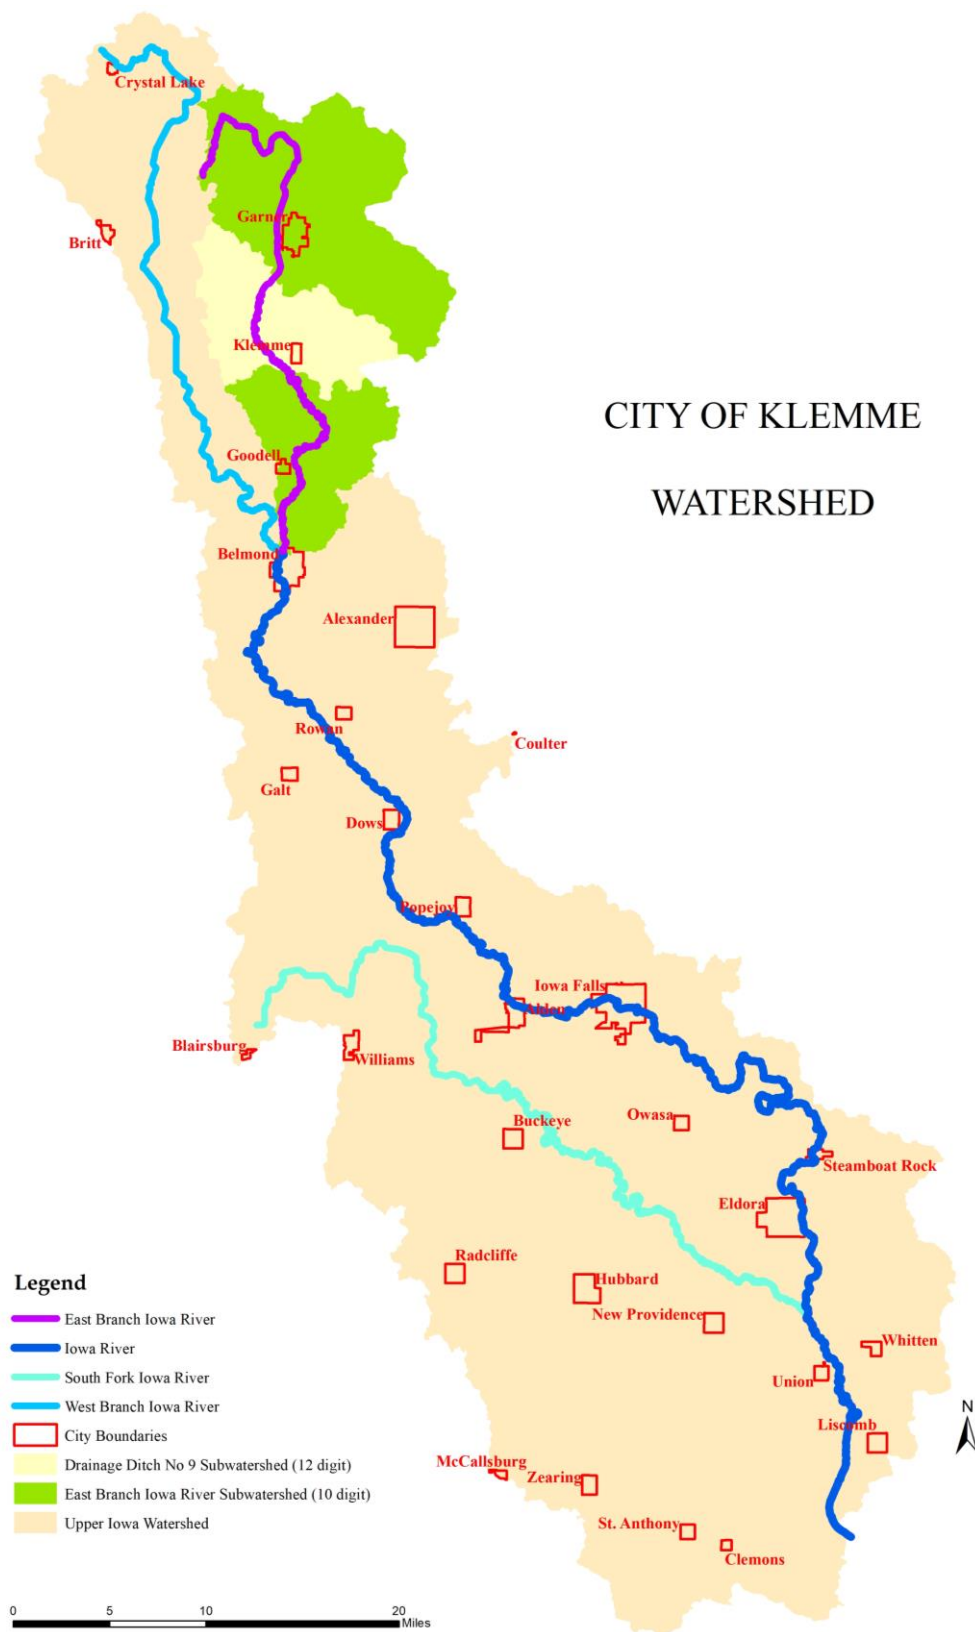 Crystal Lake
Garner
Britt
Klemme
CITY OF KLEMME
WATERSHED
Goodell
Belmond
Alexander
Rowan
Coulter
Galt
Dows
Popejoy
Iowa Falls
Alden
Blairsburg
Williams
Buckeye
Owasa
Steamboat Rock
Eldora
Radcliffe
Hubbard
New Providence
Whitten
Union
Liscomb
McCallsburg
Zearing
St. Anthony
Clemons
N
Legend
East Branch Iowa River
Iowa River
South Fork Iowa River
West Branch Iowa River
City Boundaries
Drainage Ditch No 9 Subwatershed (12 digit)
East Branch Iowa River Subwatershed (10 digit)
Upper Iowa Watershed
0 5 10 20
Miles